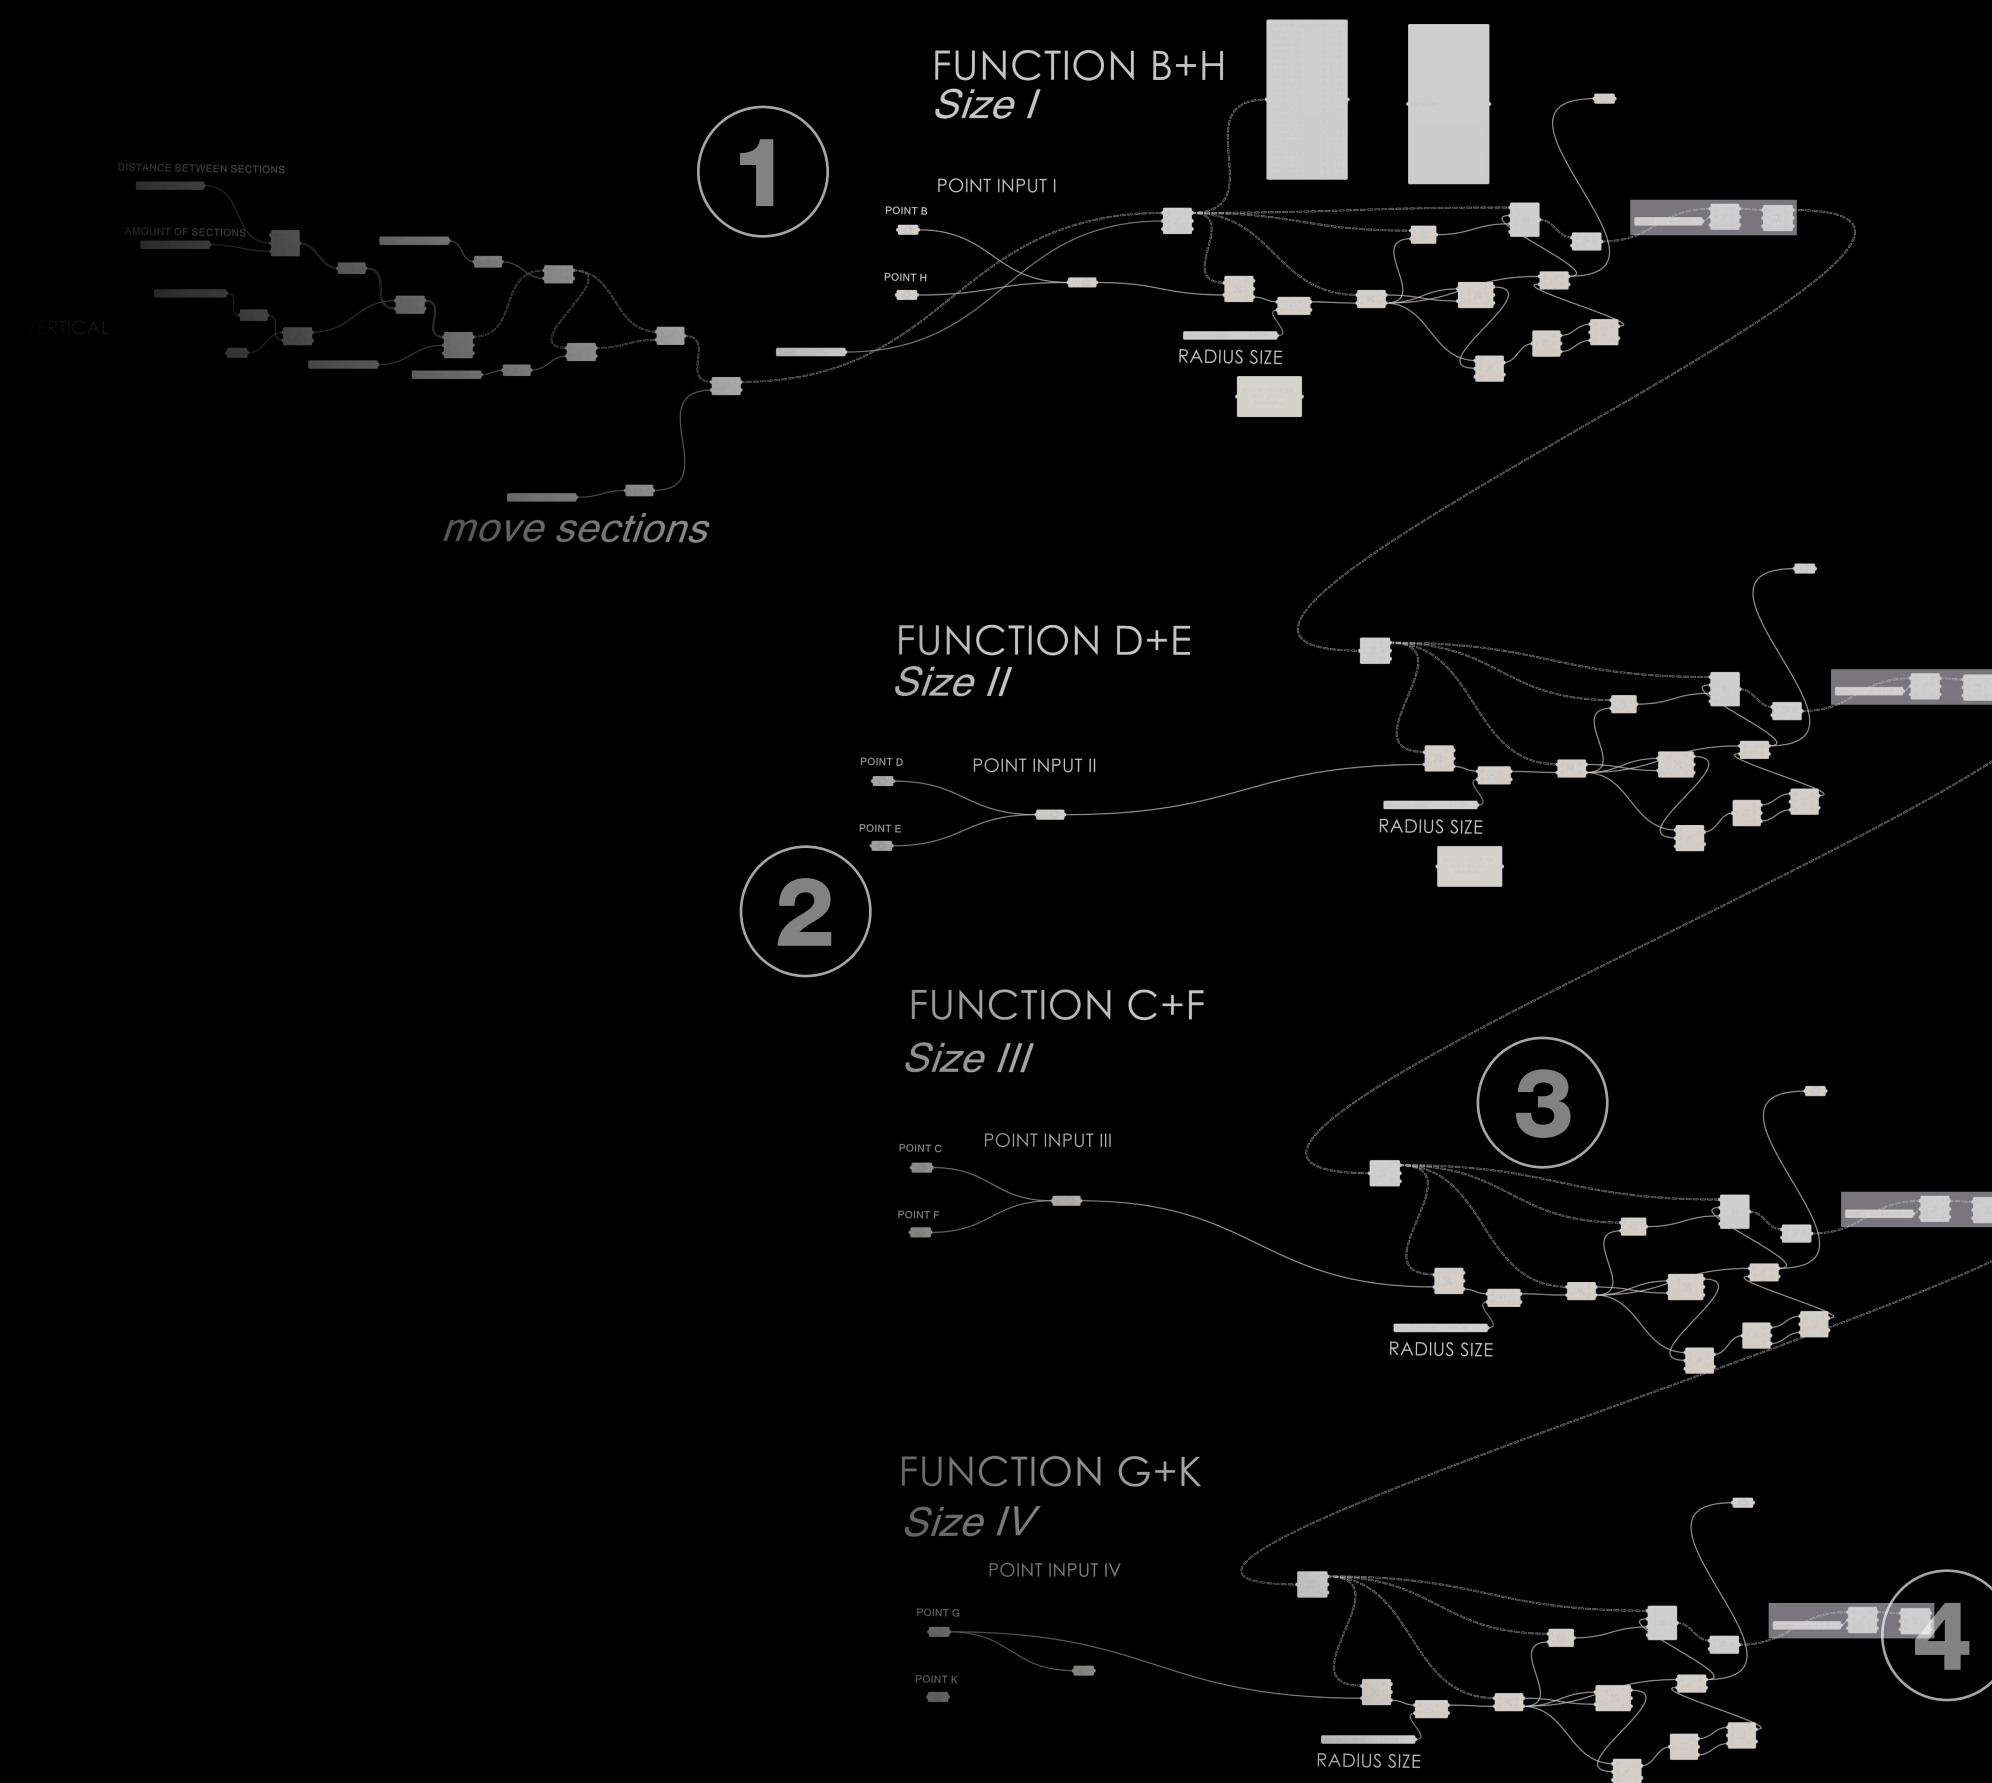 FUNCTION B+H
Size I
1
DISTANCE BETWEEN SECTIONS
POINT INPUT I
POINT B
AMOUNT OF SECTIONS
POINT H
VERTICAL
RADIUS SIZE
move sections
FUNCTION D+E
Size II
POINT D
POINT INPUT II
POINT E
RADIUS SIZE
2
FUNCTION C+F
Size III
3
POINT C
POINT INPUT III
POINT F
RADIUS SIZE
FUNCTION G+K
Size IV
POINT INPUT IV
POINT G
4
POINT K
RADIUS SIZE